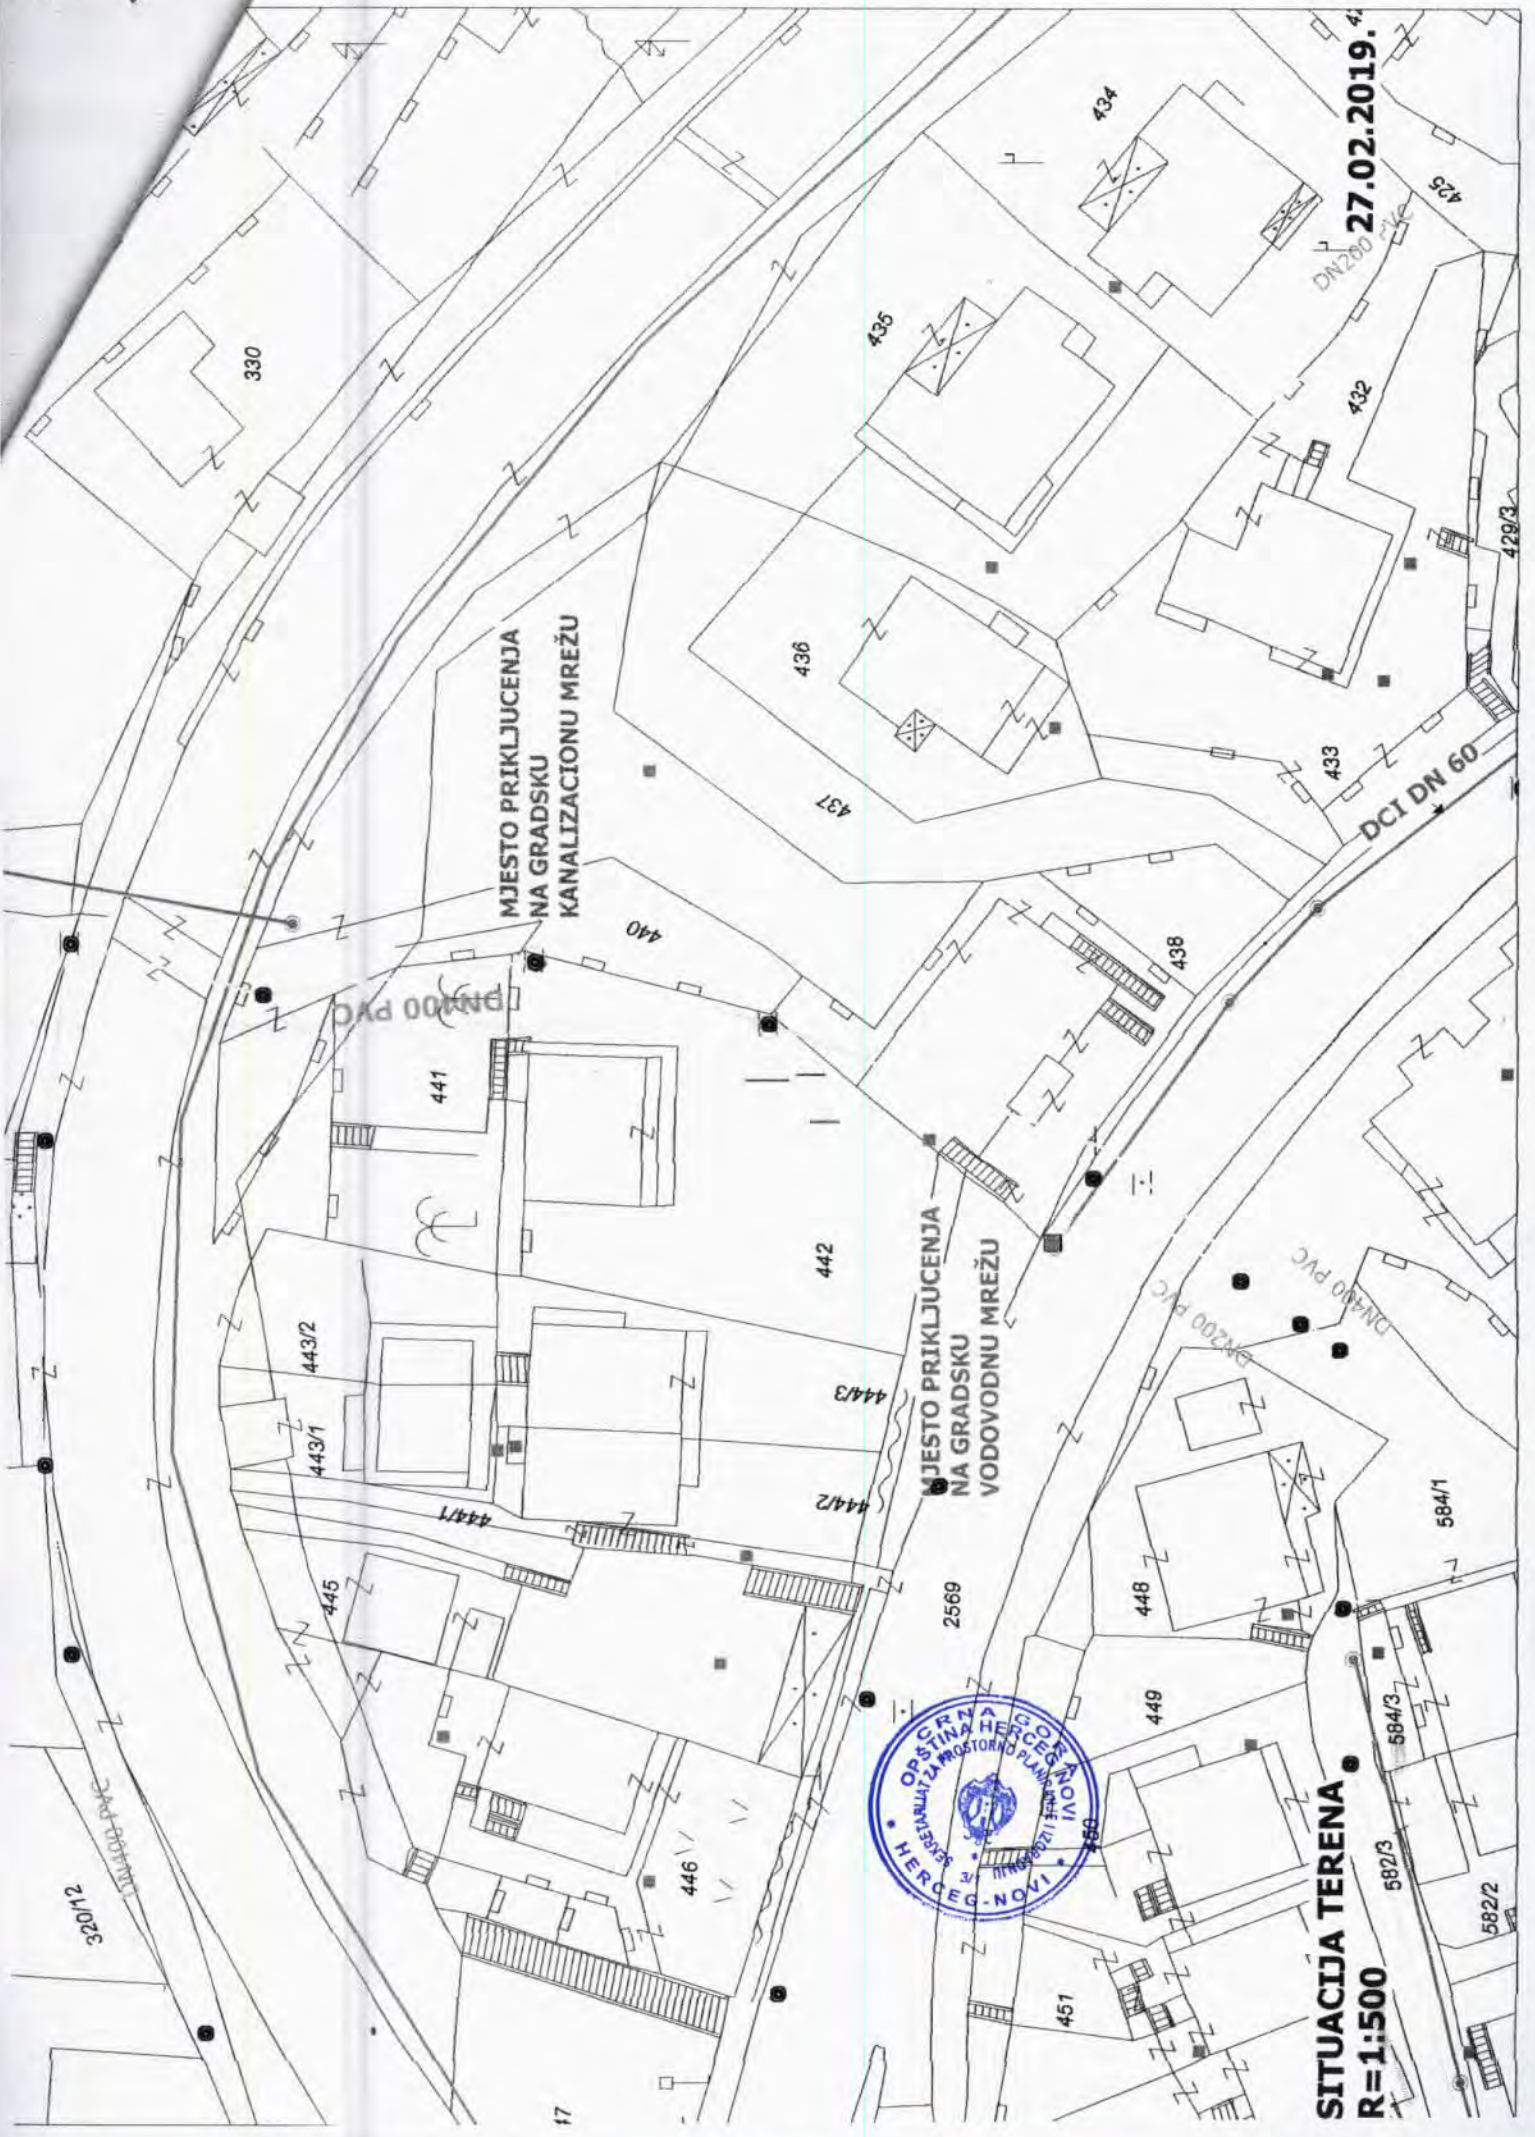 27.02.2019.
434
425
DN200 PVC
330
435
432
429/3
MJESTO PRIKLJUCENJA
NA GRADSKU
KANALIZACIONU MREŽU
436
437
433
DCI DN 60
440
438
DN400 PVC
441
442
MJESTO PRIKLJUCENJA
NA GRADSKU
VODOVODNU MREŽU
DN200 PVC
DN400 PVC
443/2
443/1
444/3
444/2
444/1
445
2569
448
584/1
449
584/3
CRNA GORA
OPŠTINA HERCEG NOVI
HERCEG-NOVI
450
582/3
582/2
446
451
320/12
DN400 PVC
17
SITUACIJA TERENA
R=1:500